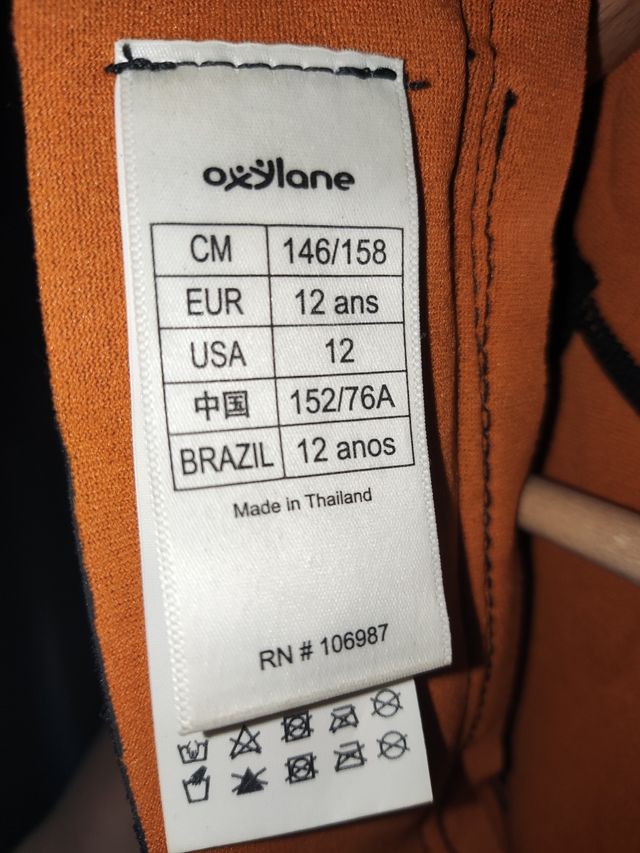 oxylane
CM 146/158
EUR 12 ans
USA 12
中国 152/76A
BRAZIL 12 anos
Made in Thailand
RN # 106987